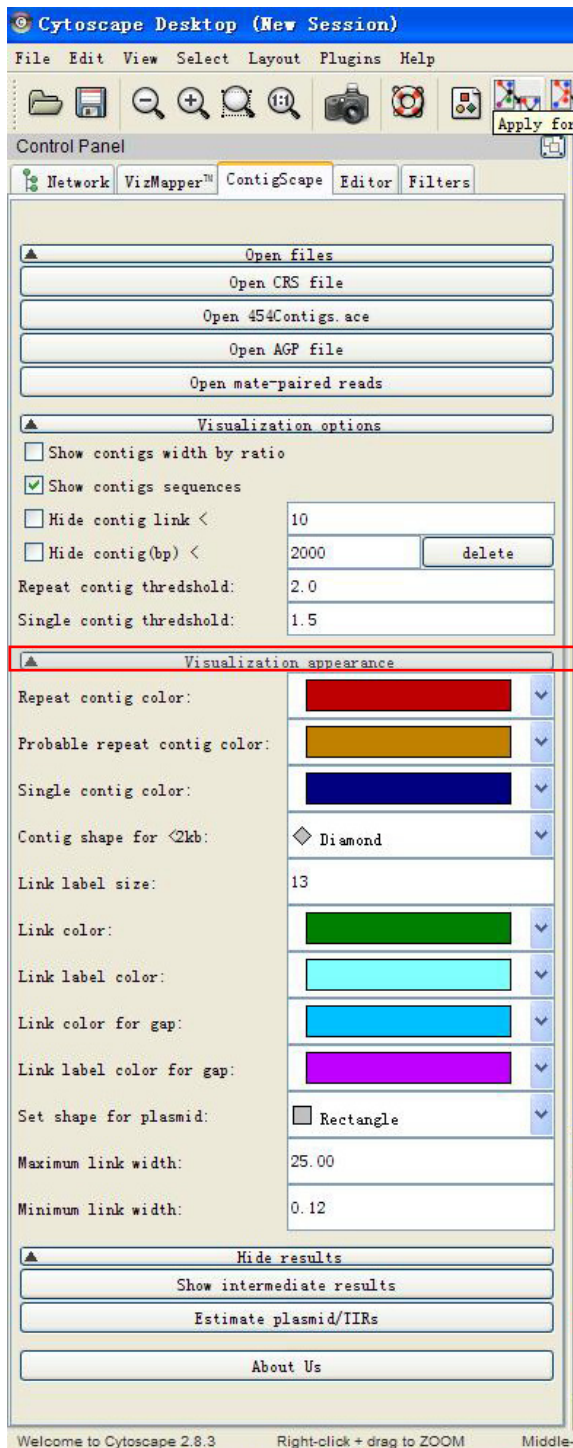 Cytoscape Desktop (New Session)
File Edit View Select Layout Plugins Help
1:1
Apply for
Control Panel
Network VizMapper™ ContigScape Editor Filters
Open files
Open CRS file
Open 454Contigs.ace
Open AGP file
Open mate-paired reads
Visualization options
Show contigs width by ratio
Show contigs sequences
Hide contig link < 10
Hide contig(bp) < 2000 delete
Repeat contig threshold: 2.0
Single contig threshold: 1.5
Visualization appearance
Repeat contig color:
Probable repeat contig color:
Single contig color:
Contig shape for <2kb: Diamond
Link label size: 13
Link color:
Link label color:
Link color for gap:
Link label color for gap:
Set shape for plasmid: Rectangle
Maximum link width: 25.00
Minimum link width: 0.12
Hide results
Show intermediate results
Estimate plasmid/TIRs
About Us
Welcome to Cytoscape 2.8.3 Right-click + drag to ZOOM Middle-